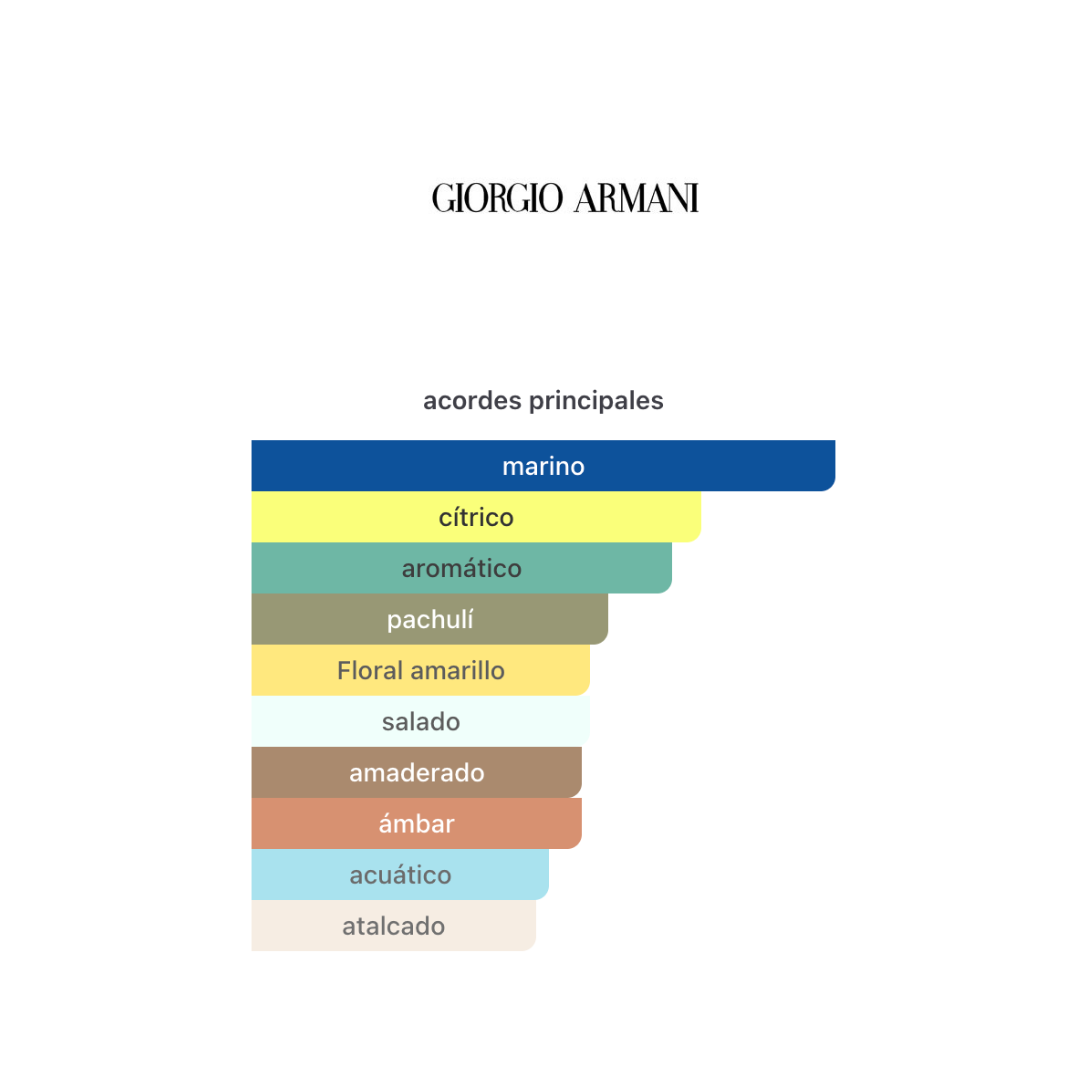 GIORGIO ARMANI
acordes principales
marino
cítrico
aromático
pachulí
Floral amarillo
salado
amaderado
ámbar
acuático
atalcado